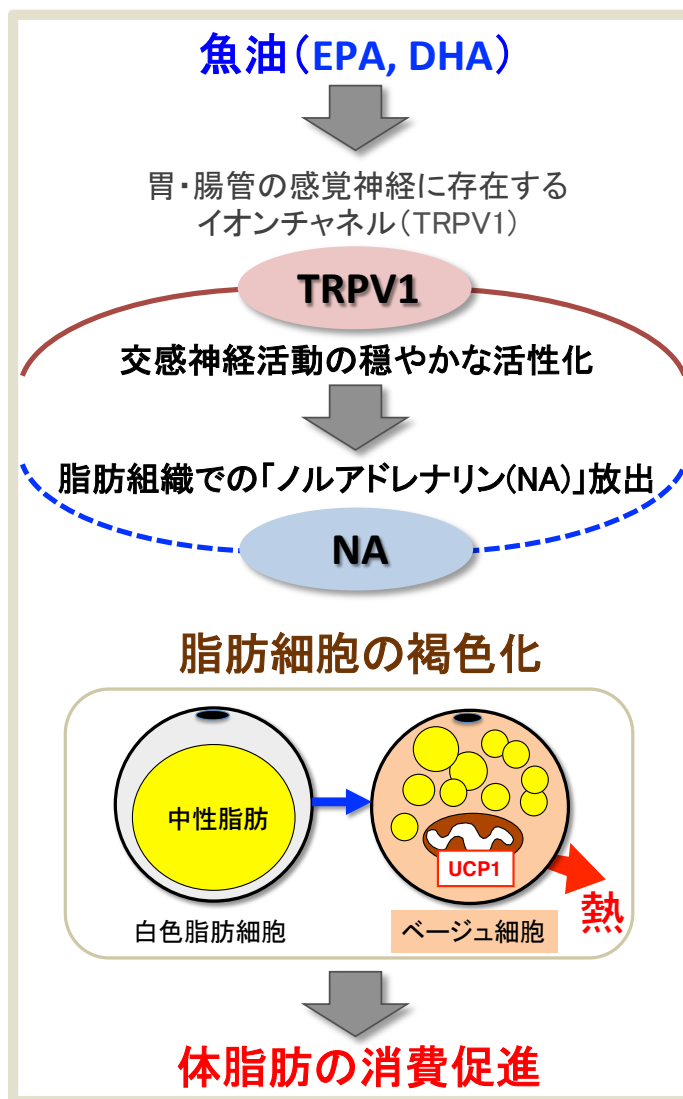 魚油(EPA, DHA)
胃・腸管の感覚神経に存在する
イオンチャネル(TRPV1)
TRPV1
交感神経活動の穏やかな活性化
脂肪組織での「ノルアドレナリン(NA)」放出
NA
脂肪細胞の褐色化
中性脂肪
UCP1
熱
白色脂肪細胞
ベージュ細胞
体脂肪の消費促進